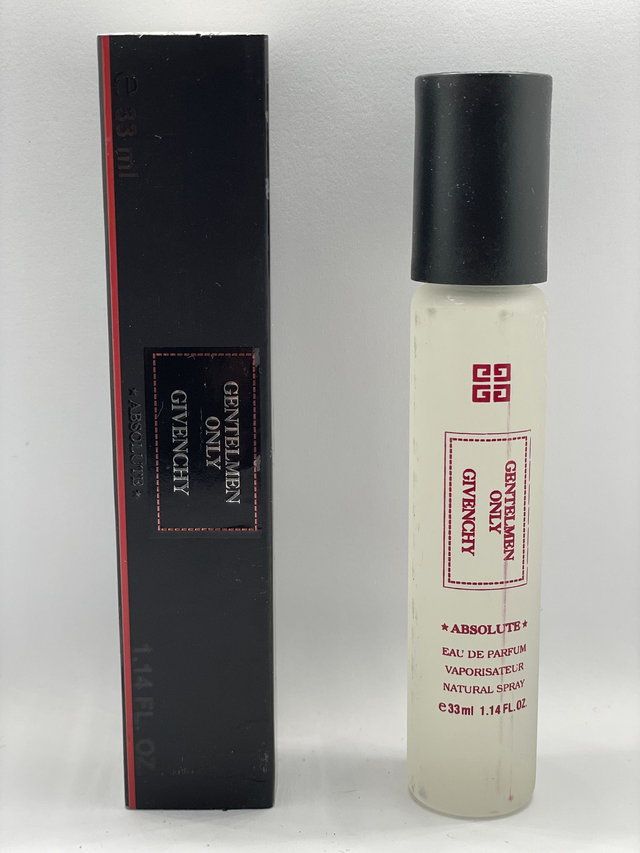 ℮ 33 ml
GENTELMEN
ONLY
GIVENCHY
★ ABSOLUTE ★
1.14 FL. OZ
GENTELMEN
ONLY
GIVENCHY
★ ABSOLUTE ★
EAU DE PARFUM
VAPORISATEUR
NATURAL SPRAY
℮ 33ml 1.14 FL. OZ.